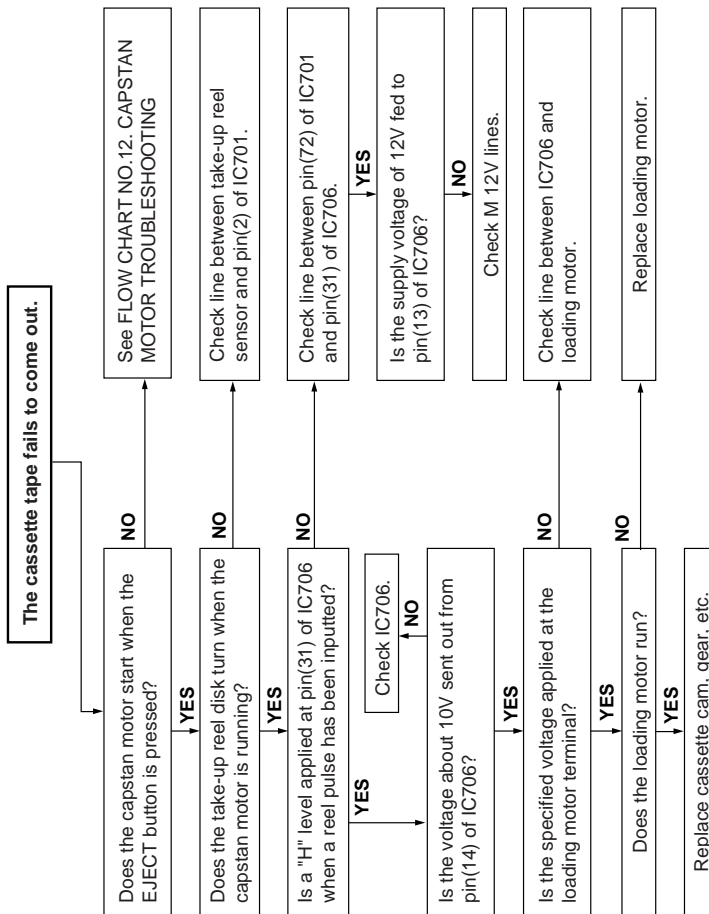 The cassette tape fails to come out.
Does the capstan motor start when the
EJECT button is pressed?
NO
See FLOW CHART NO.12. CAPSTAN
MOTOR TROUBLESHOOTING
YES
Does the take-up reel disk turn when the
capstan motor is running?
NO
Check line between take-up reel
sensor and pin(2) of IC701.
YES
Is a "H" level applied at pin(31) of IC706
when a reel pulse has been inputted?
NO
Check line between pin(72) of IC701
and pin(31) of IC706.
YES
YES
Is the supply voltage of 12V fed to
pin(13) of IC706?
NO
Check M 12V lines.
Check IC706.
NO
Is the voltage about 10V sent out from
pin(14) of IC706?
YES
Is the specified voltage applied at the
loading motor terminal?
NO
Check line between IC706 and
loading motor.
YES
Does the loading motor run?
NO
Replace loading motor.
YES
Replace cassette cam, gear, etc.